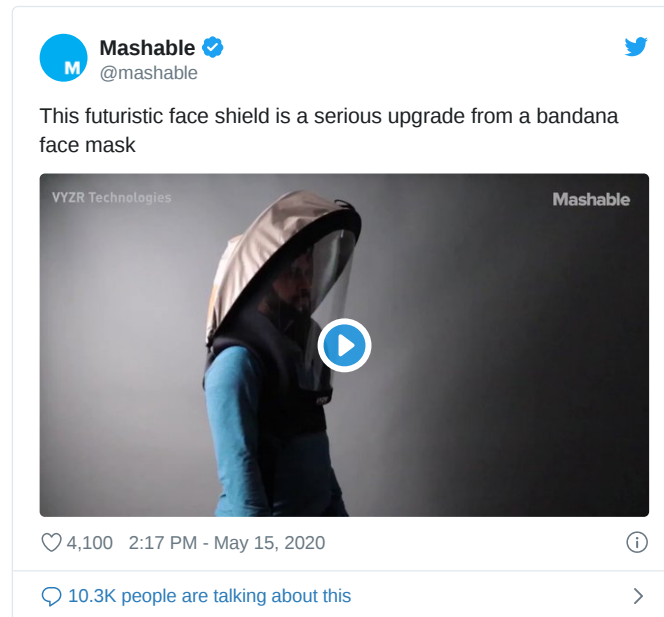 Mashable
@mashable
This futuristic face shield is a serious upgrade from a bandana
face mask
VYZR Technologies
Mashable
4,100 2:17 PM - May 15, 2020
10.3K people are talking about this